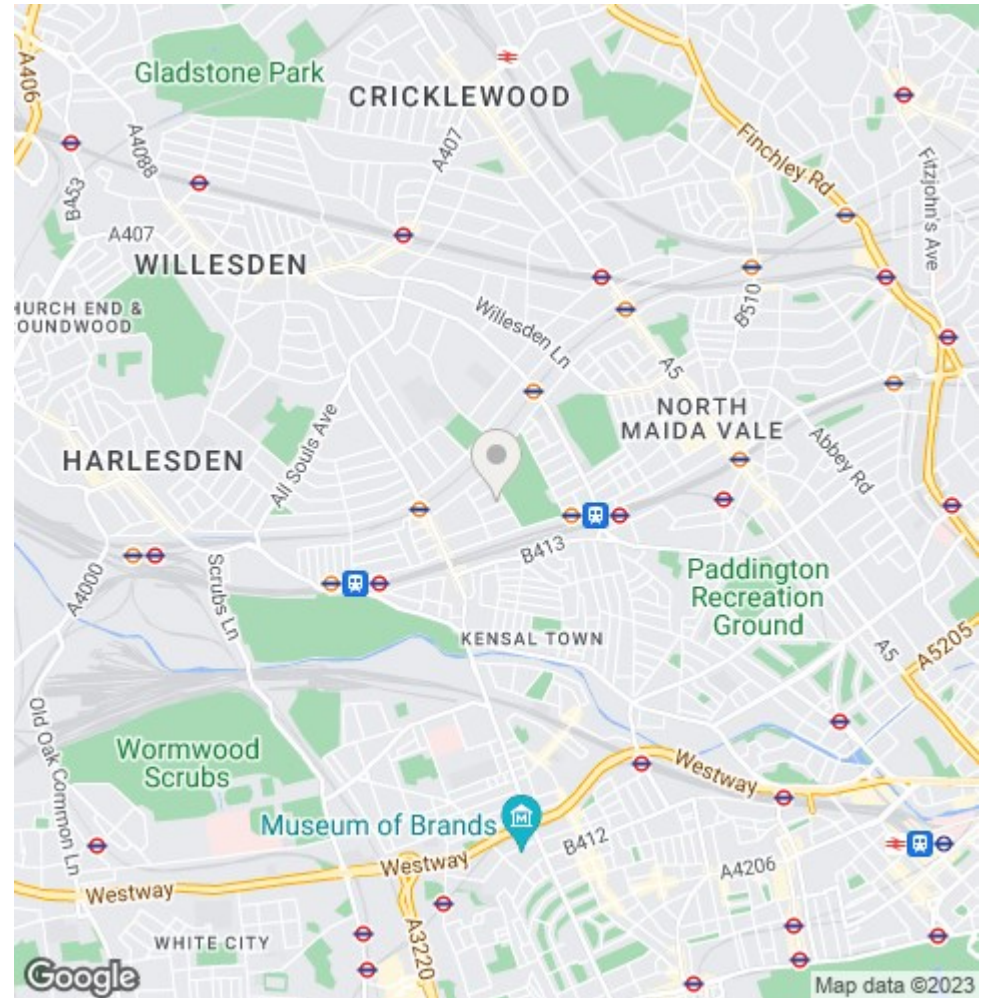 Gladstone Park
CRICKLEWOOD
A406
A4088
A407
B453
A407
WILLESDEN
Finchley Rd
Fitzjohn's Ave
HURCH END &
OUNDWOOD
Willesden Ln
B510
A5
NORTH
MAIDA VALE
Abbey Rd
HARLESDEN
All Souls Ave
B413
A4000
Scrubs Ln
Paddington
Recreation
Ground
KENSAL TOWN
A5
A5205
Old Oak Common Ln
Wormwood
Scrubs
Westway
Museum of Brands
B412
Westway
A4206
Westway
A3220
WHITE CITY
Google
Map data ©2023